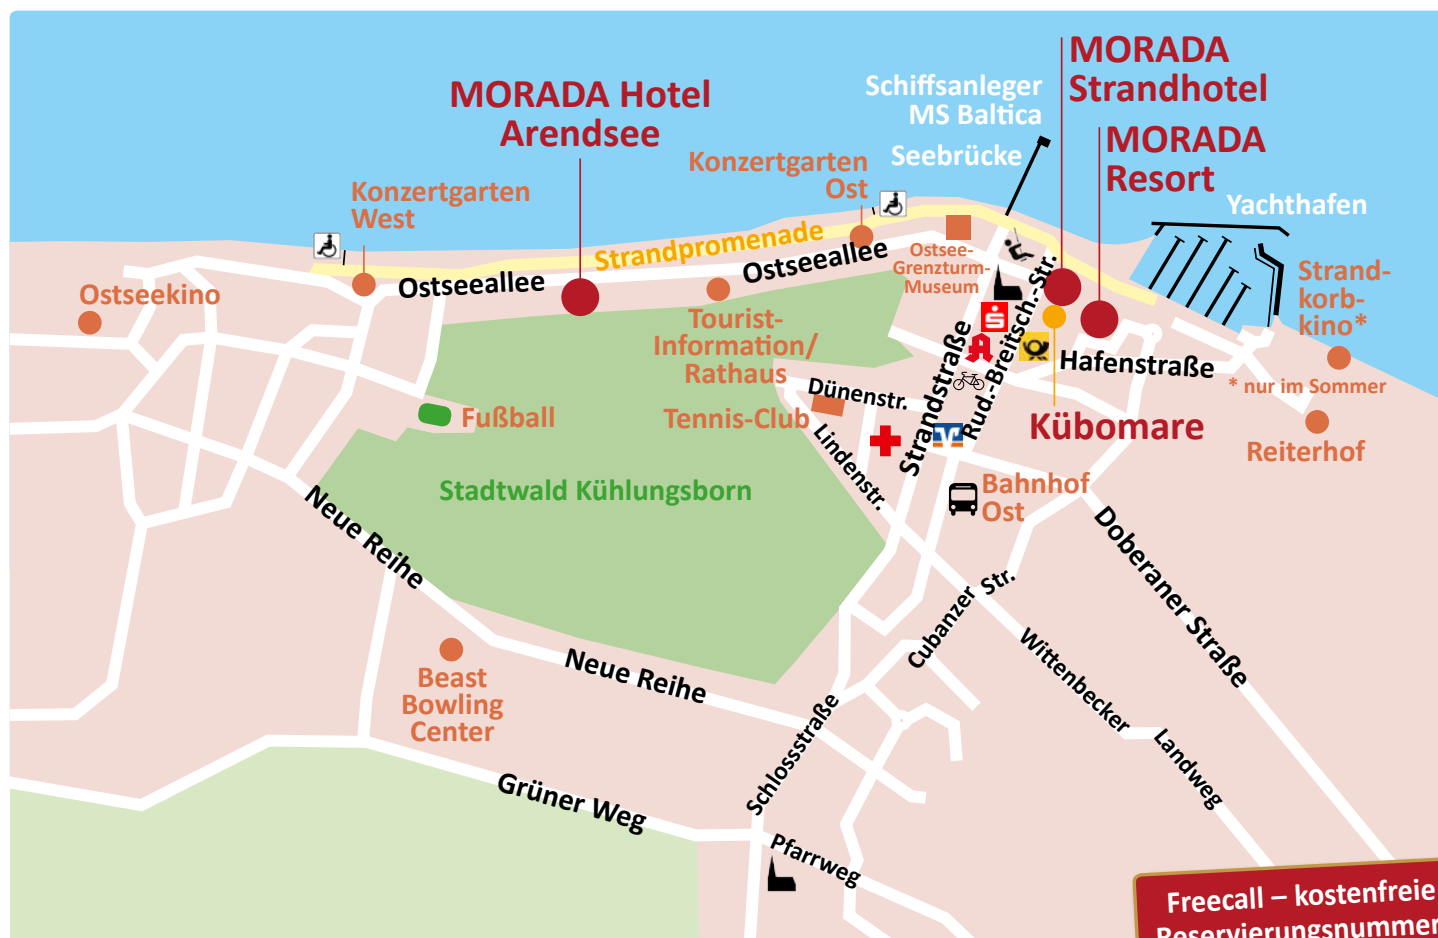 MORADA
Strandhotel
MORADA Hotel
Arendsee
Schiffsanleger
MS Baltica
Seebrücke
MORADA
Resort
Konzertgarten
Ost
Konzertgarten
West
Yachthafen
Strandpromenade
Ostseeallee
Ostseeallee
Ostsee-
Grenzturm-
Museum
Ostseekino
Strand-
korb-
kino*
* nur im Sommer
Tourist-
Information/
Rathaus
Strandstraße
Rud.-Breitsch.-Str.
Hafenstraße
Dünenstr.
Fußball
Tennis-Club
Kübomare
Reiterhof
Lindenstr.
Stadtwald Kühlungsborn
Bahnhof
Ost
Neue Reihe
Doberaner Straße
Cubanzer Str.
Wittenbecker
Landweg
Neue Reihe
Beast
Bowling
Center
Schlossstraße
Grüner Weg
Pfarrweg
Freecall – kostenfreie
Reservierungsnummer